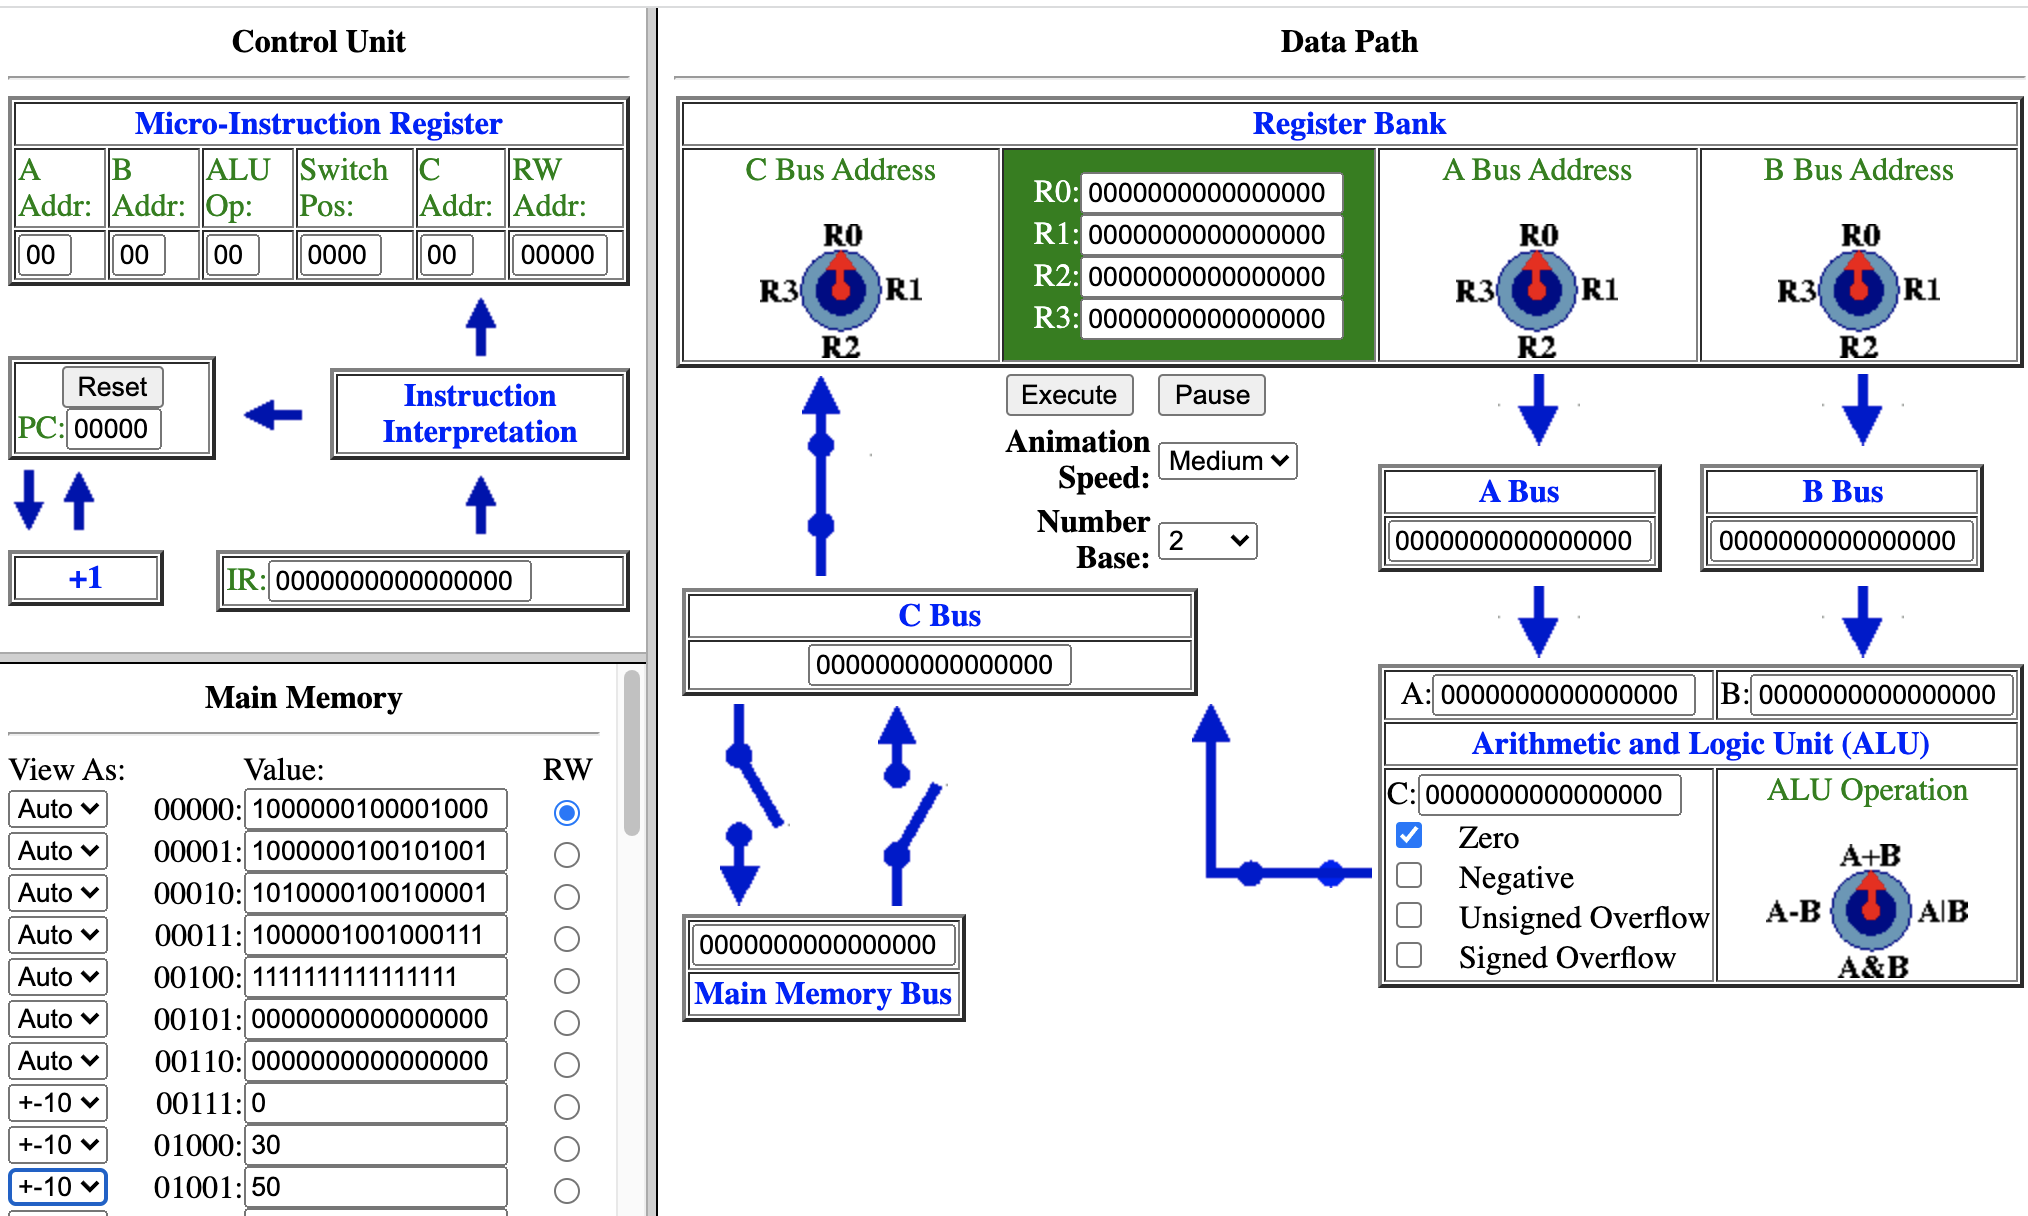 Control Unit
Micro-Instruction Register
A Addr: B Addr: ALU Op: Switch Pos: C Addr: RW Addr:
00 00 00 0000 00 00000
Reset
PC: 00000
Instruction
Interpretation
+1
IR: 0000000000000000
Main Memory
View As: Value: RW
Auto 00000: 1000000100001000
Auto 00001: 1000000100101001
Auto 00010: 1010000100100001
Auto 00011: 1000001001000111
Auto 00100: 1111111111111111
Auto 00101: 0000000000000000
Auto 00110: 0000000000000000
+-10 00111: 0
+-10 01000: 30
+-10 01001: 50
Data Path
Register Bank
C Bus Address
R0
R3 R1
R2
R0: 0000000000000000
R1: 0000000000000000
R2: 0000000000000000
R3: 0000000000000000
A Bus Address
R0
R3 R1
R2
B Bus Address
R0
R3 R1
R2
Execute Pause
Animation
Speed: Medium
Number
Base: 2
A Bus
0000000000000000
B Bus
0000000000000000
C Bus
0000000000000000
0000000000000000
Main Memory Bus
A: 0000000000000000 B: 0000000000000000
Arithmetic and Logic Unit (ALU)
C: 0000000000000000
Zero
Negative
Unsigned Overflow
Signed Overflow
ALU Operation
A+B
A-B A|B
A&B